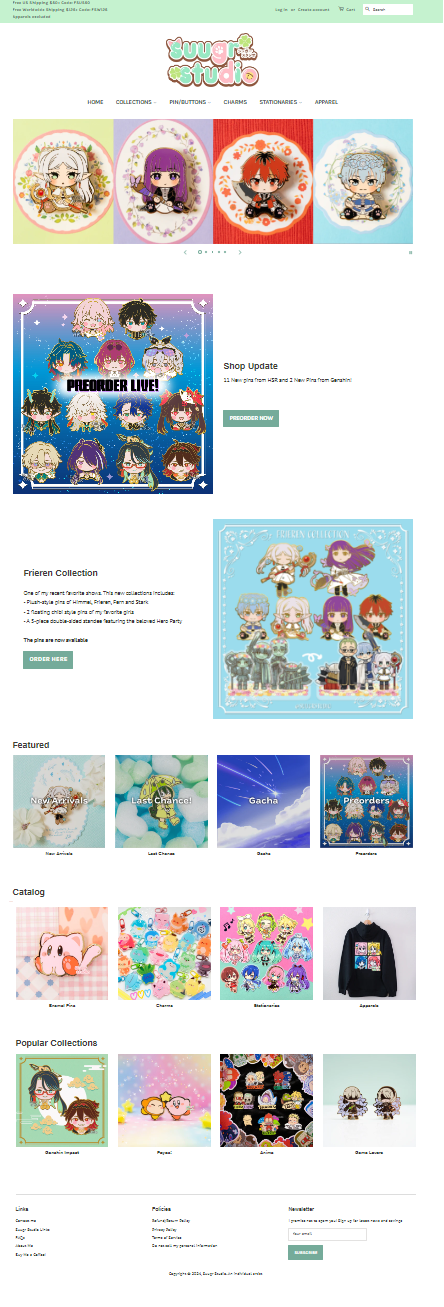 Free US Shipping $50+ Code:FSUS50
Free Worldwide Shipping $125+ Code:FSW125
Apparels excluded
Log in or Create account
Cart
Search
suugr studio
HOME
COLLECTIONS
PIN/BUTTONS
CHARMS
STATIONARIES
APPAREL
PREORDER LIVE!
Shop Update
11 New pins from HSR and 2 New Pins from Genshin!
PREORDER NOW
FRIEREN COLLECTION
Frieren Collection
One of my recent favorite shows. This new collections includes:
- Plush-style pins of Himmel, Frieren, Fern and Stark
- 2 floating chibi style pins of my favorite girls
- A 5-piece double-sided standee featuring the beloved Hero Party
The pins are now available
ORDER HERE
Featured
New Arrivals
Last Chance!
Gacha
Preorders
New Arrivals
Last Chance
Gacha
Preorders
Catalog
Enamel Pins
Charms
Stationaries
Apparels
Popular Collections
Genshin Impact
Poyos!
Anime
Game Lovers
Links
Contact Me
Suugr Studio Links
FAQs
About Me
Buy Me a Coffee!
Policies
Refund/Return Policy
Privacy Policy
Terms of Service
Do not sell my personal information
Newsletter
I promise not to spam you! Sign up for latest news and savings
Your email
SUBSCRIBE
Copyright © 2024, Suugr Studio. An individual artist